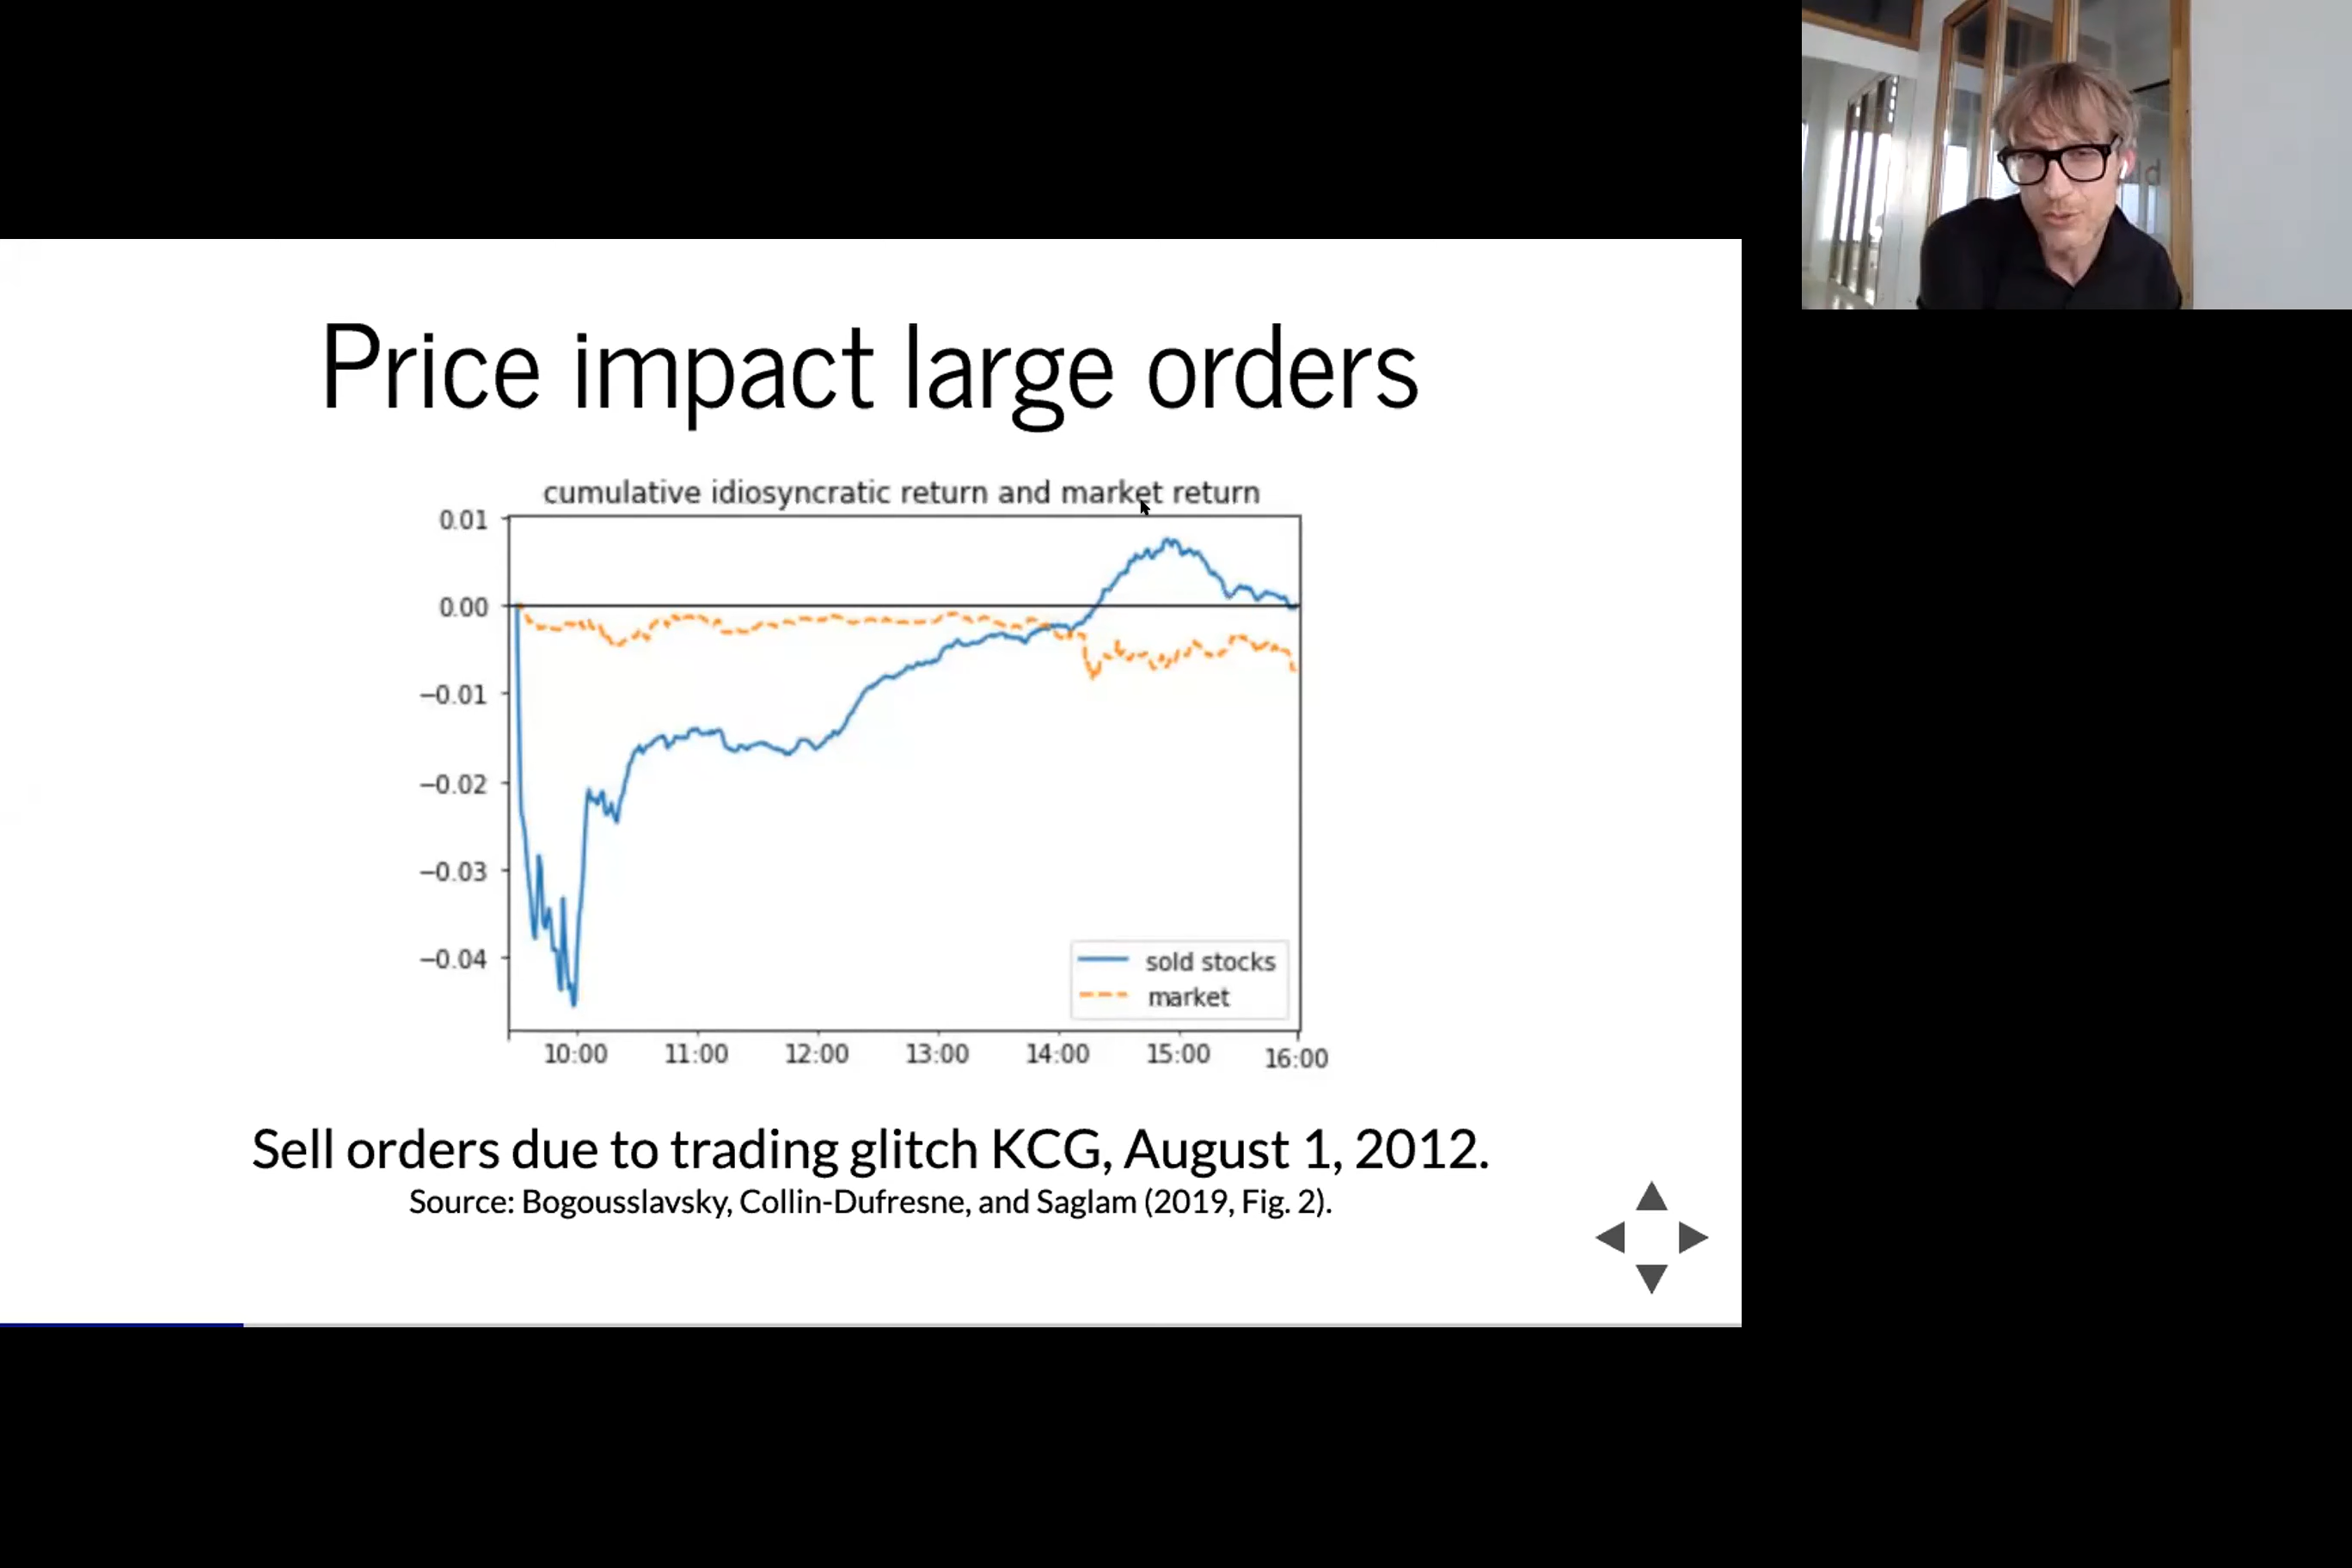 Price impact large orders
cumulative idiosyncratic return and market return
0.01
0.00
−0.01
−0.02
−0.03
−0.04
sold stocks
market
10:00 11:00 12:00 13:00 14:00 15:00 16:00
Sell orders due to trading glitch KCG, August 1, 2012.
Source: Bogousslavsky, Collin-Dufresne, and Saglam (2019, Fig. 2).